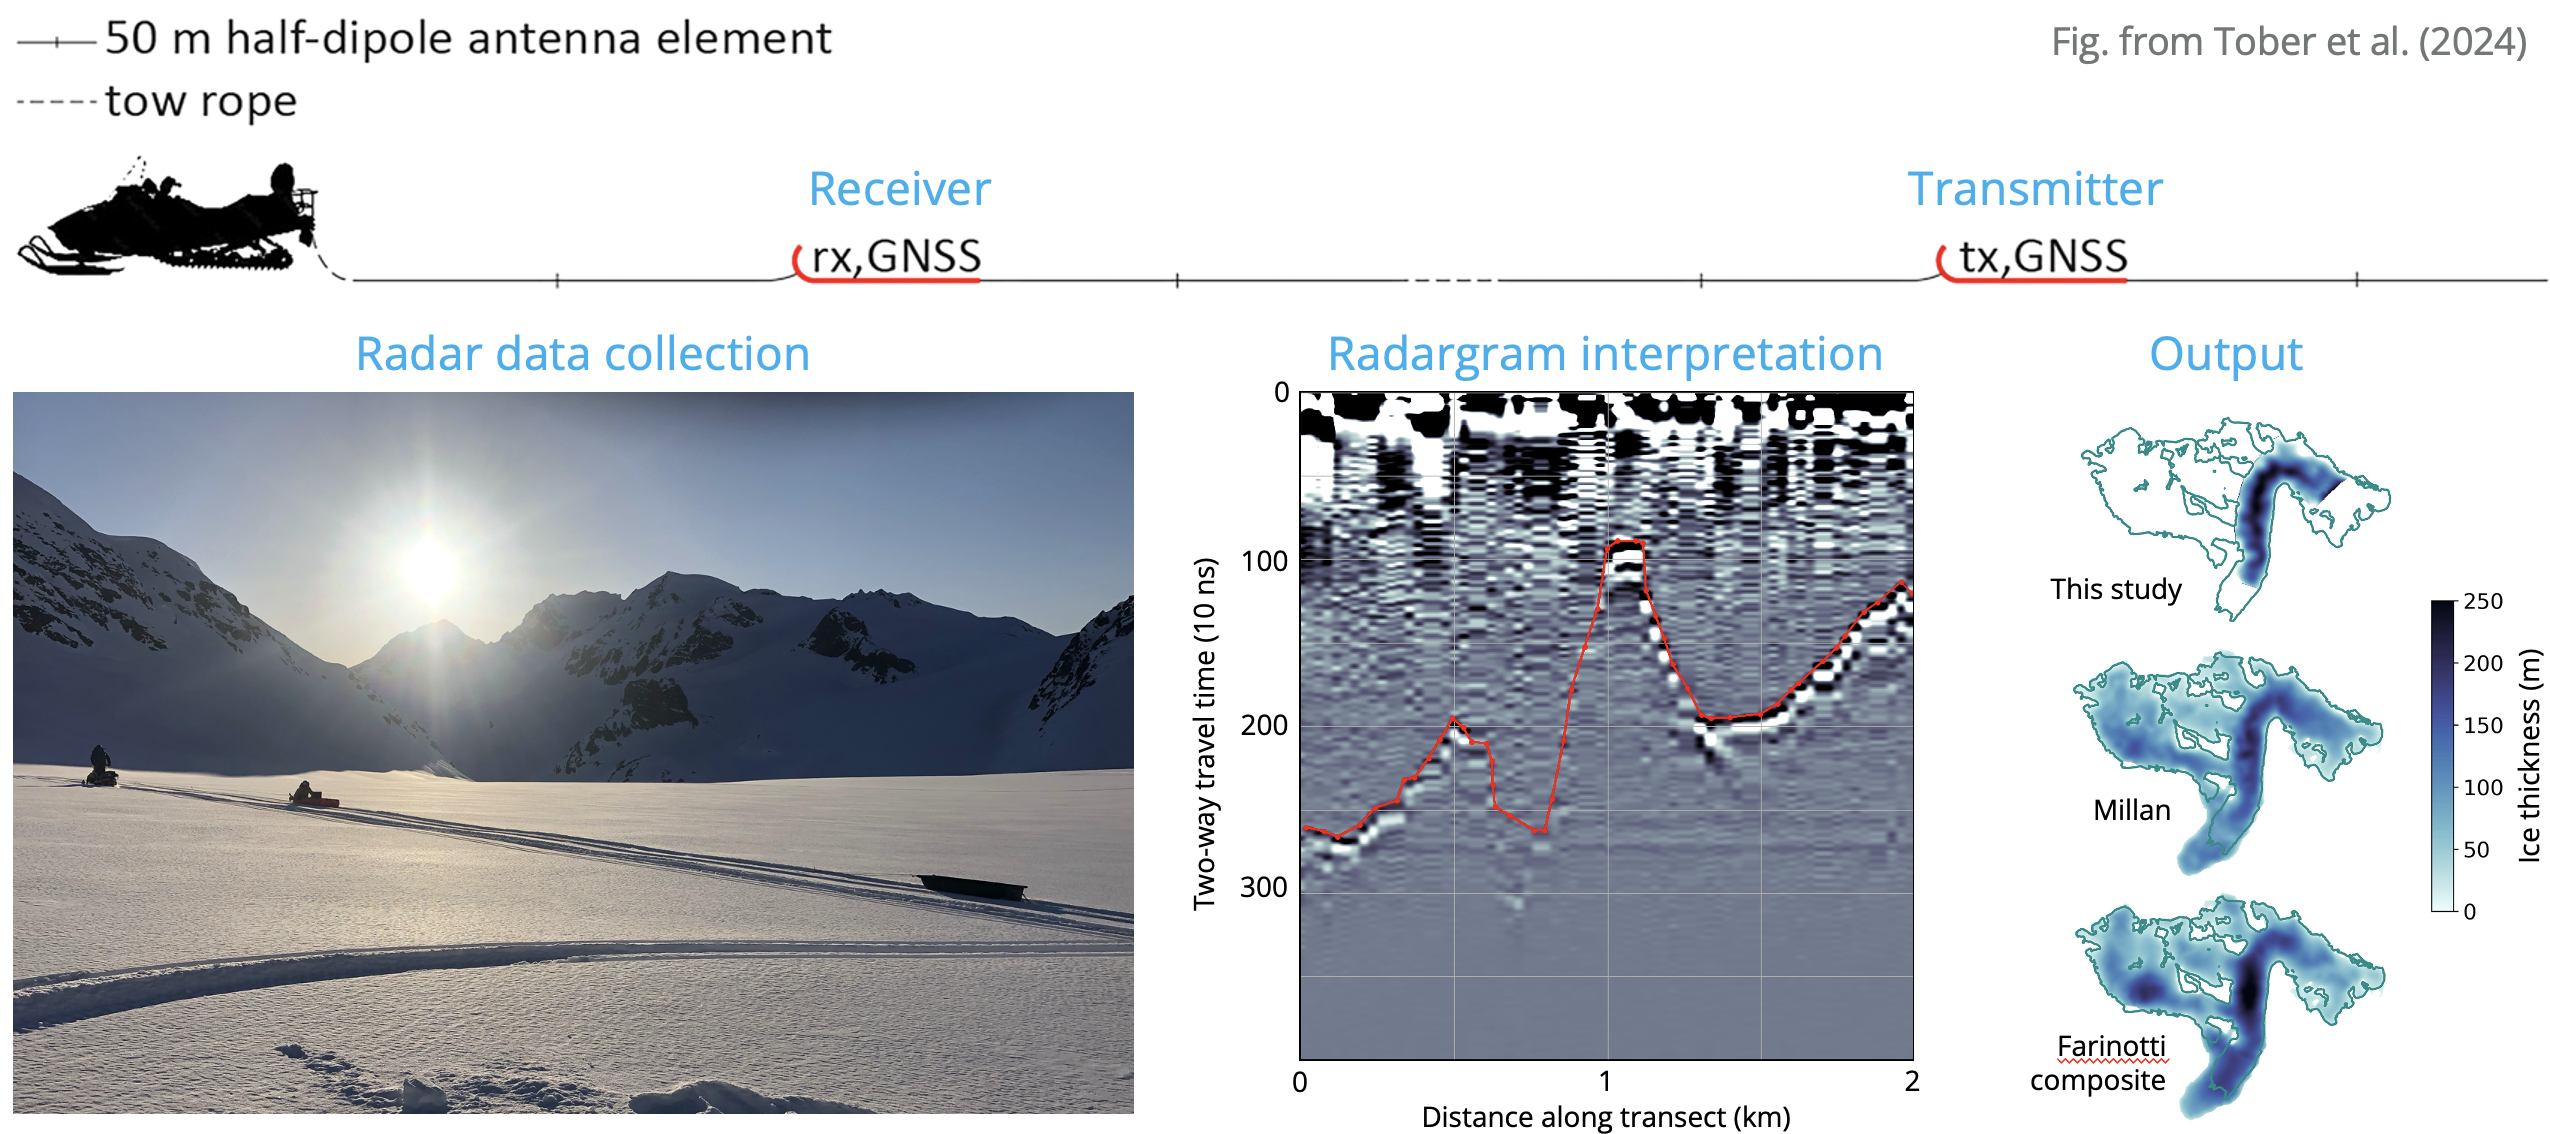 50 m half-dipole antenna element
Fig. from Tober et al. (2024)
tow rope
Receiver
Transmitter
rx,GNSS
tx,GNSS
Radar data collection
Radargram interpretation
Output
0
100
200
300
Two-way travel time (10 ns)
0
1
2
Distance along transect (km)
This study
Millan
Farinotti
composite
250
200
150
100
50
0
Ice thickness (m)